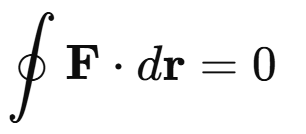 ∮ 𝐅 · d𝐫 = 0